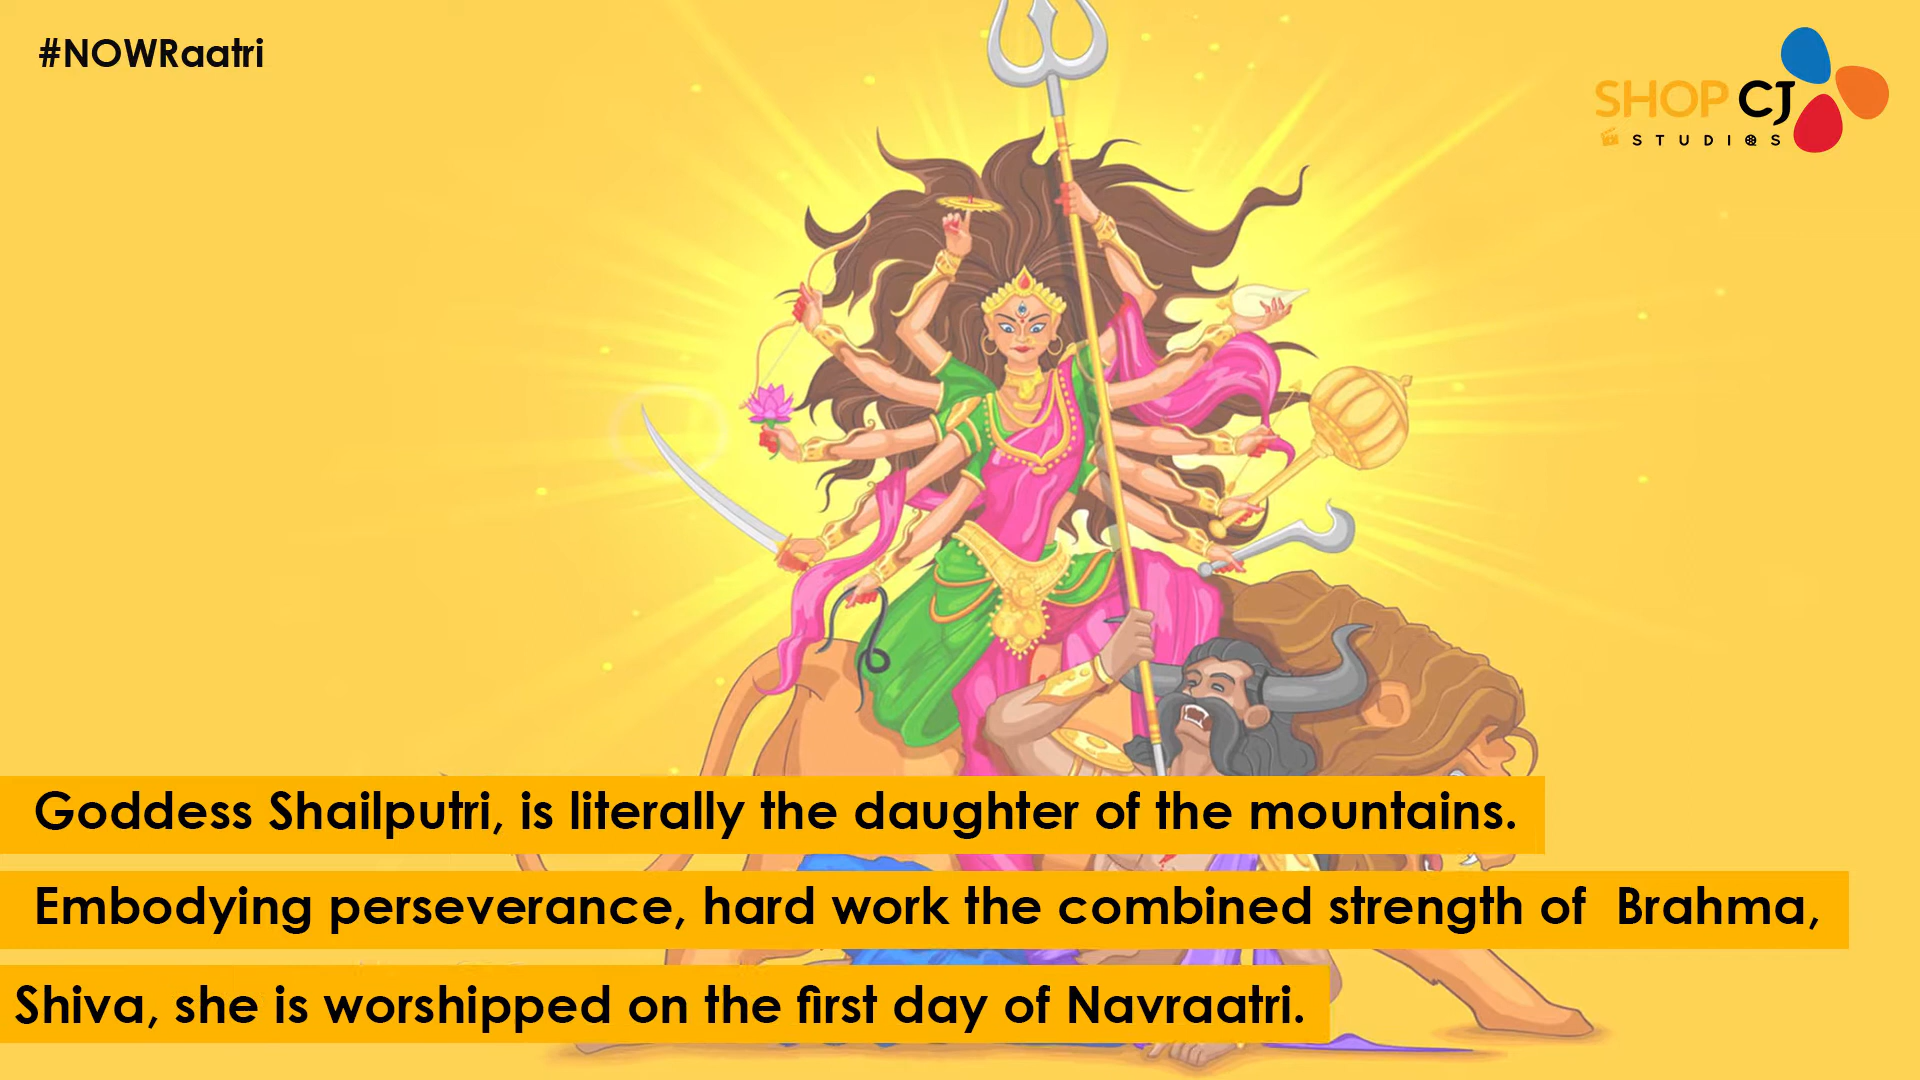 #NOWRaatri
SHOP CJ
STUDIOS
Goddess Shailputri, is literally the daughter of the mountains.
Embodying perseverance, hard work the combined strength of  Brahma,
Shiva, she is worshipped on the first day of Navraatri.